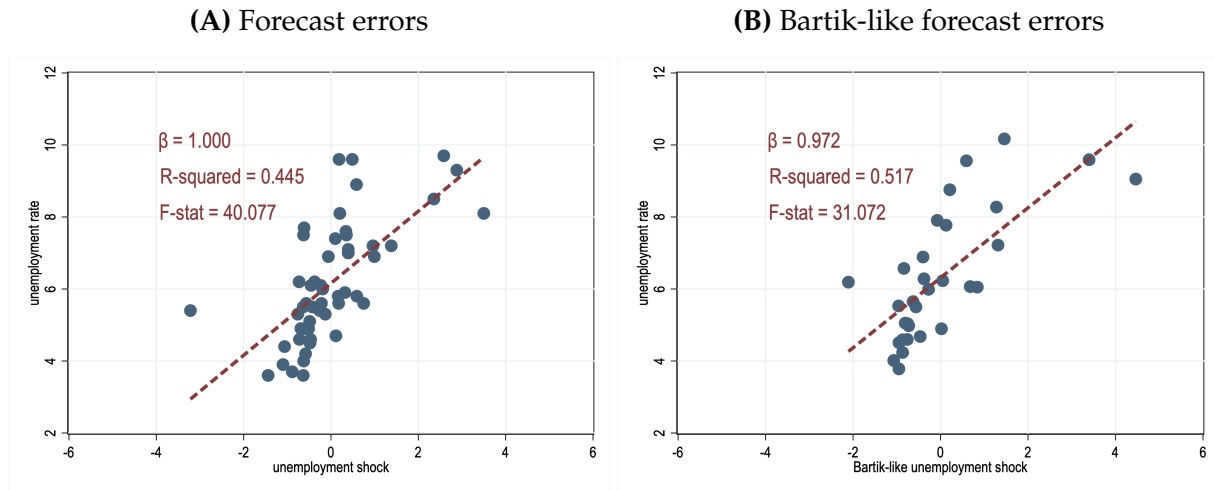 (A) Forecast errors
12
10
8
6
4
2
unemployment rate
β = 1.000
R-squared = 0.445
F-stat = 40.077
-6
-4
-2
0
2
4
6
unemployment shock
(B) Bartik-like forecast errors
12
10
8
6
4
2
unemployment rate
β = 0.972
R-squared = 0.517
F-stat = 31.072
-6
-4
-2
0
2
4
6
Bartik-like unemployment shock